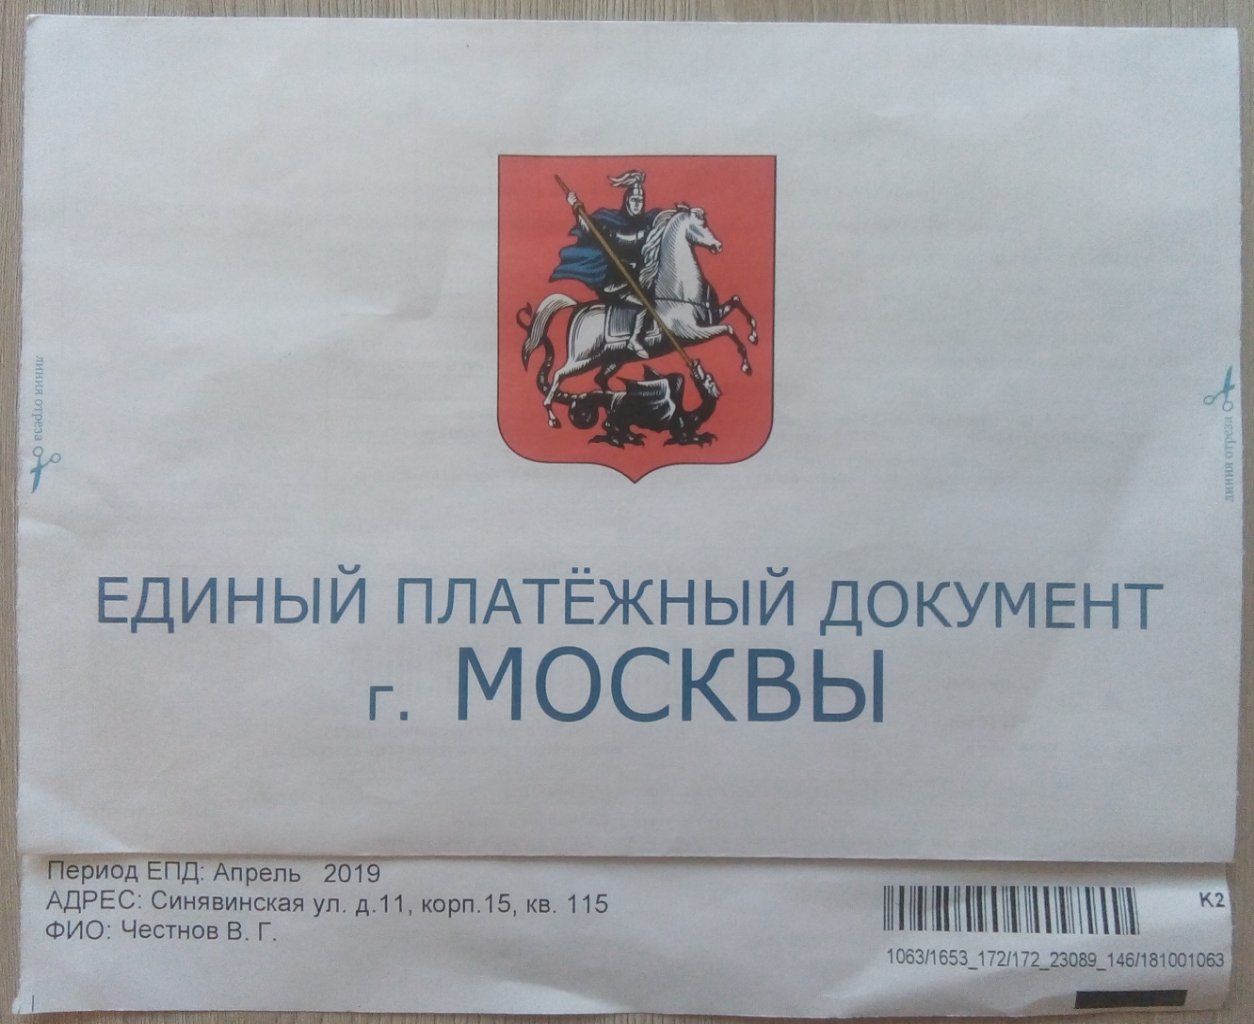 линия отреза
линия отреза
ЕДИНЫЙ ПЛАТЁЖНЫЙ ДОКУМЕНТ
г. МОСКВЫ
Период ЕПД: Апрель 2019
АДРЕС: Синявинская ул. д.11, корп.15, кв. 115
ФИО: Честнов В. Г.
К2
1063/1653_172/172_23089_146/181001063